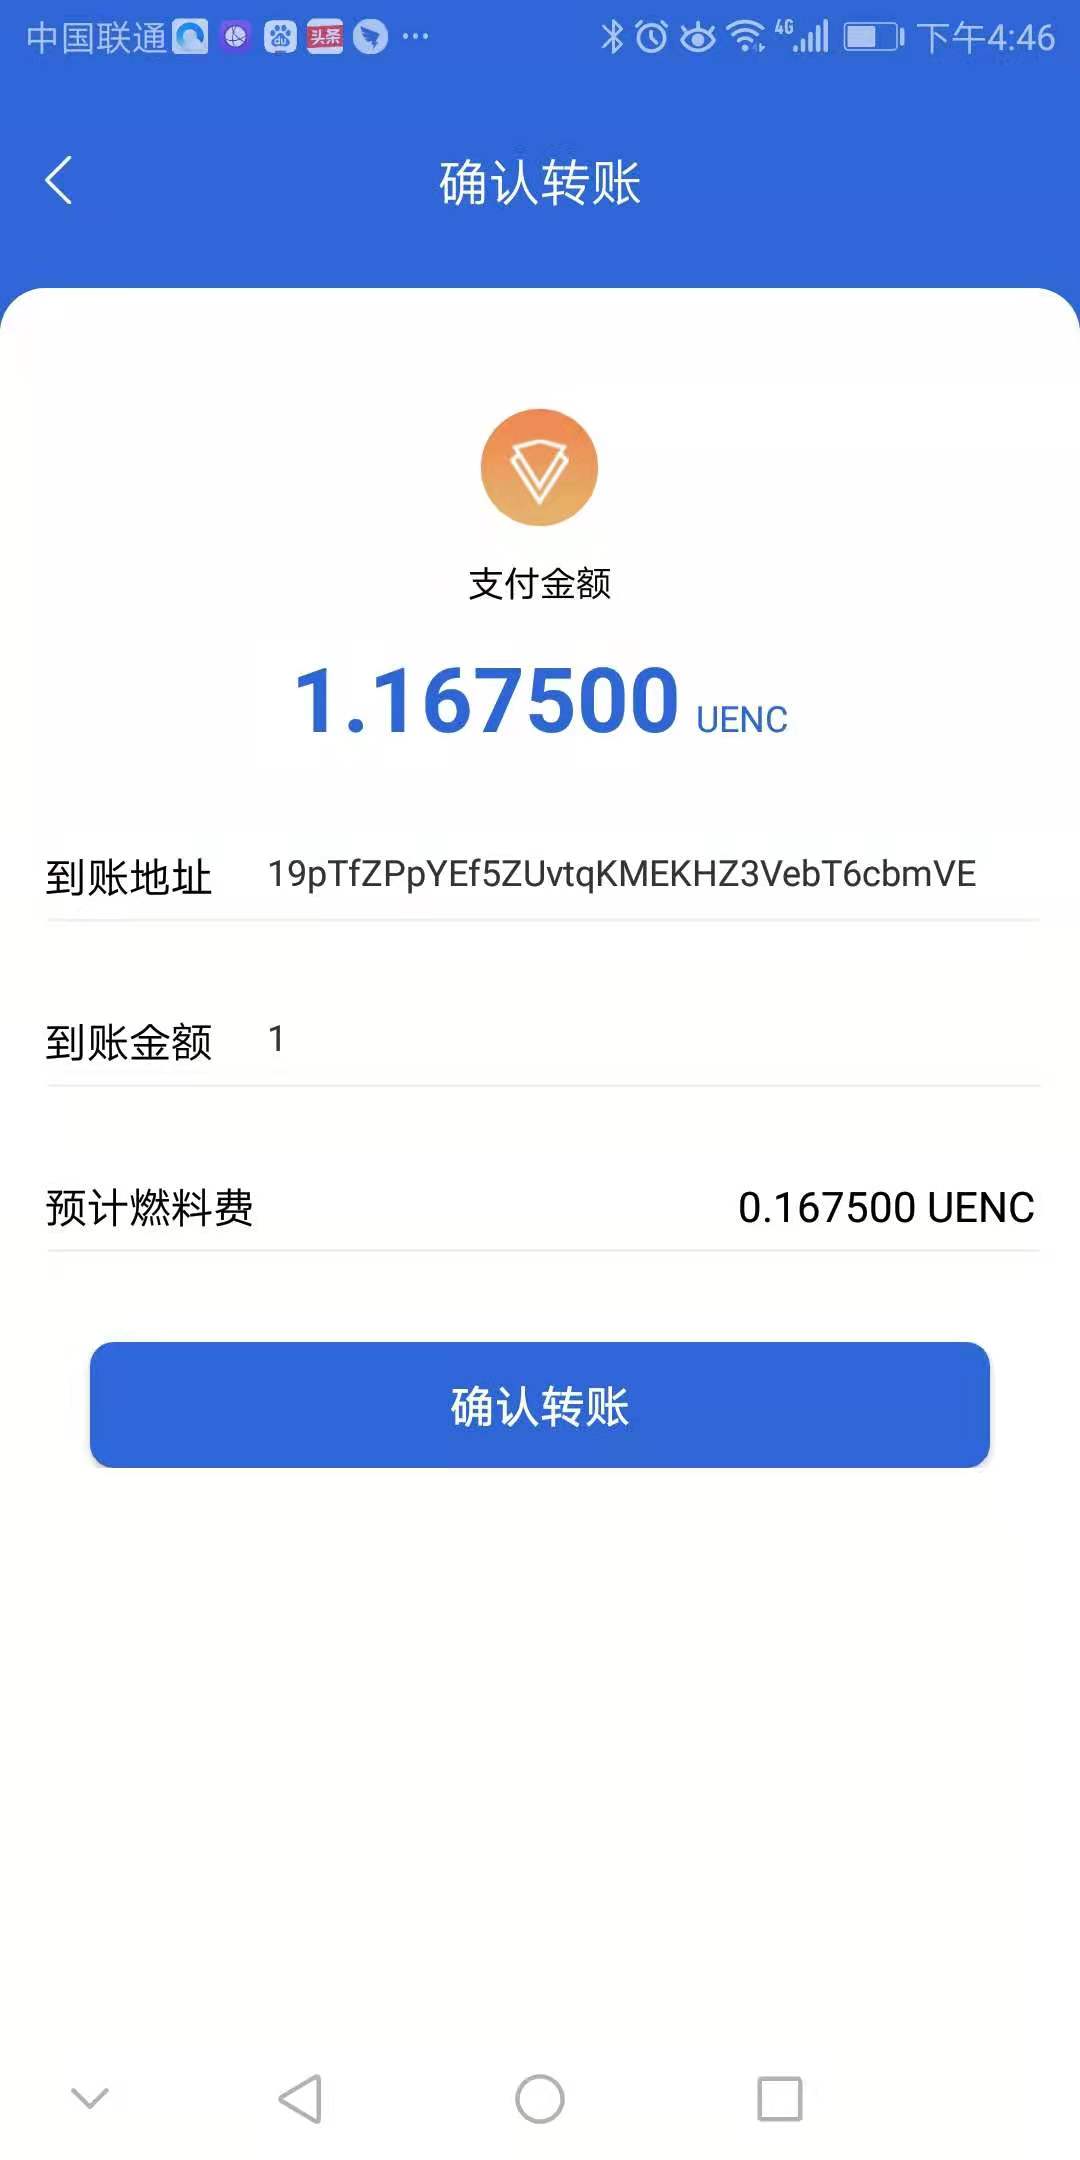 中国联通 头条 ··· 4G 下午4:46
确认转账
支付金额
1.167500 UENC
到账地址 19pTfZPpYEf5ZUvtqKMEKHZ3VebT6cbmVE
到账金额 1
预计燃料费 0.167500 UENC
确认转账